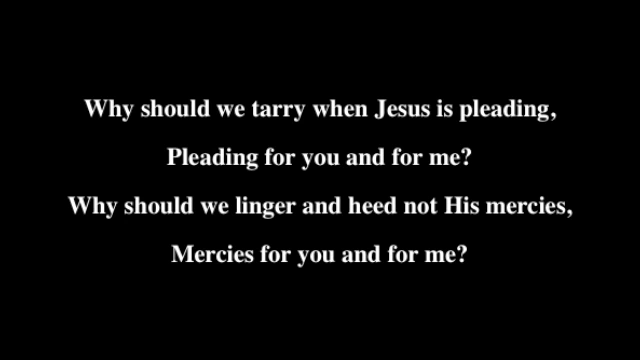 Why should we tarry when Jesus is pleading,
Pleading for you and for me?
Why should we linger and heed not His mercies,
Mercies for you and for me?